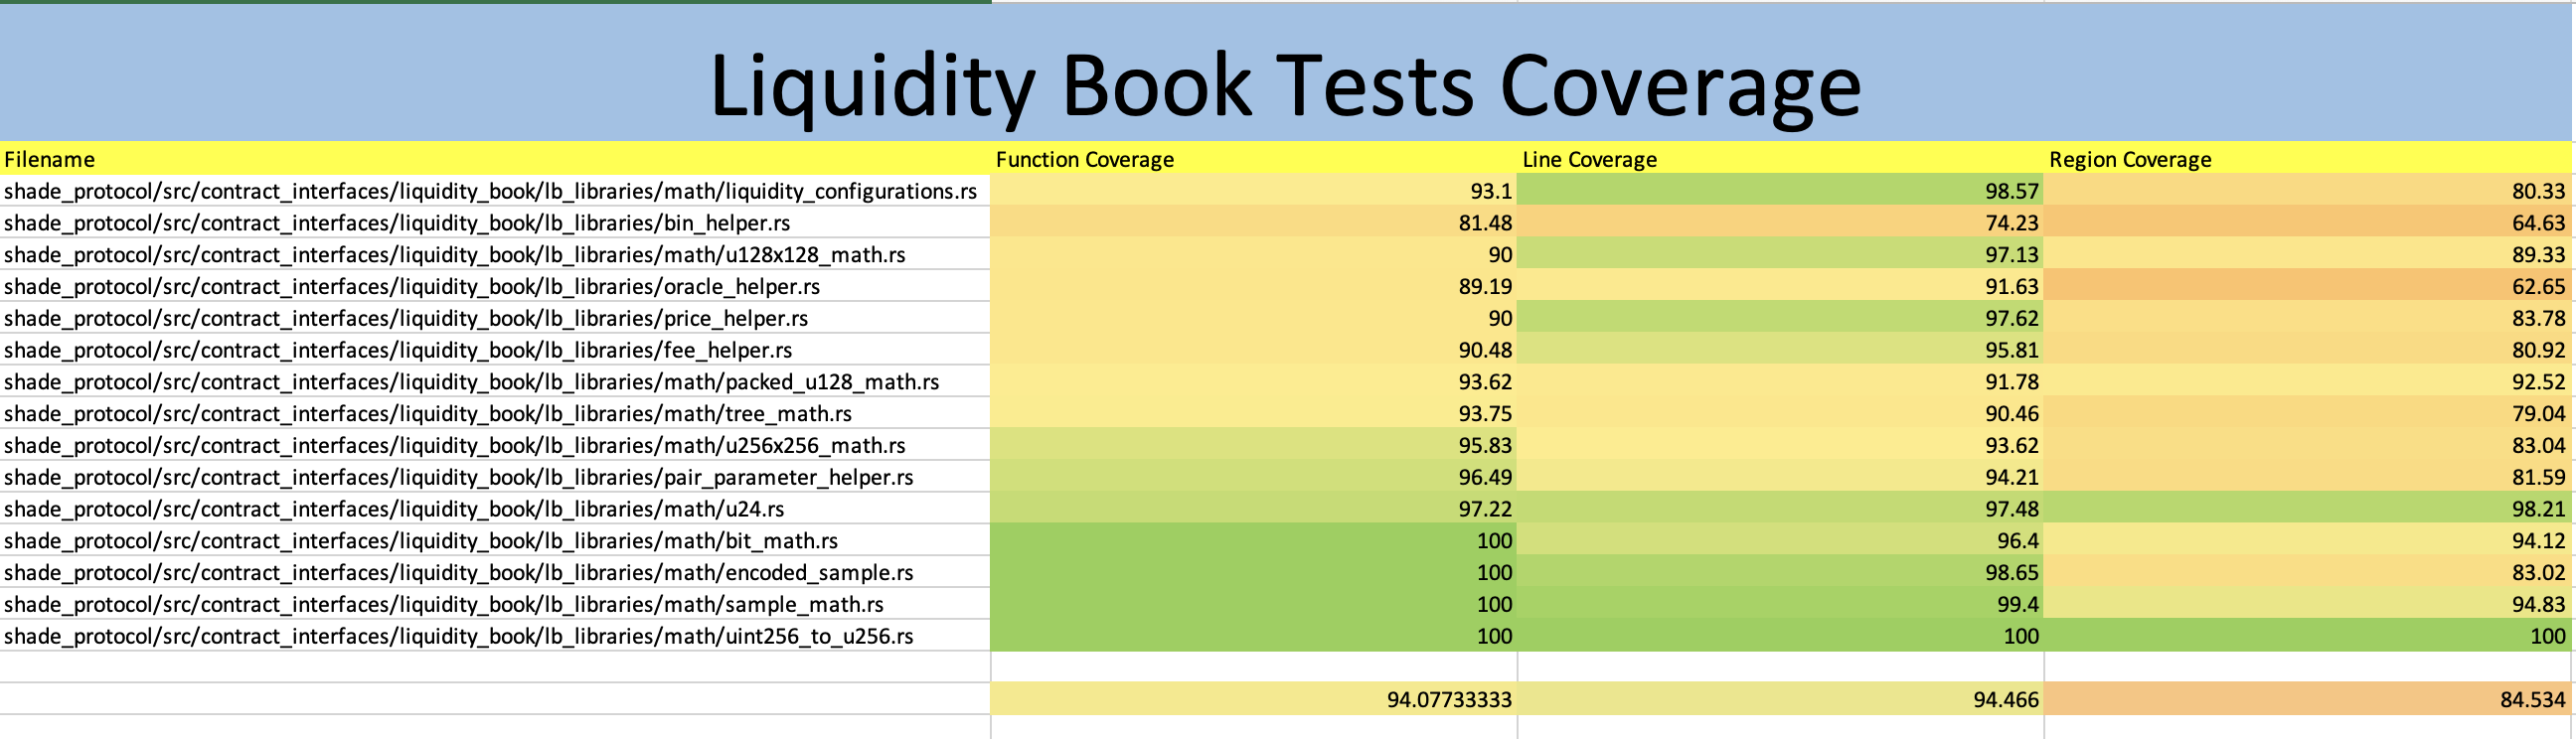 Liquidity Book Tests Coverage
Filename Function Coverage Line Coverage Region Coverage
shade_protocol/src/contract_interfaces/liquidity_book/lb_libraries/math/liquidity_configurations.rs 93.1 98.57 80.33
shade_protocol/src/contract_interfaces/liquidity_book/lb_libraries/bin_helper.rs 81.48 74.23 64.63
shade_protocol/src/contract_interfaces/liquidity_book/lb_libraries/math/u128x128_math.rs 90 97.13 89.33
shade_protocol/src/contract_interfaces/liquidity_book/lb_libraries/oracle_helper.rs 89.19 91.63 62.65
shade_protocol/src/contract_interfaces/liquidity_book/lb_libraries/price_helper.rs 90 97.62 83.78
shade_protocol/src/contract_interfaces/liquidity_book/lb_libraries/fee_helper.rs 90.48 95.81 80.92
shade_protocol/src/contract_interfaces/liquidity_book/lb_libraries/math/packed_u128_math.rs 93.62 91.78 92.52
shade_protocol/src/contract_interfaces/liquidity_book/lb_libraries/math/tree_math.rs 93.75 90.46 79.04
shade_protocol/src/contract_interfaces/liquidity_book/lb_libraries/math/u256x256_math.rs 95.83 93.62 83.04
shade_protocol/src/contract_interfaces/liquidity_book/lb_libraries/pair_parameter_helper.rs 96.49 94.21 81.59
shade_protocol/src/contract_interfaces/liquidity_book/lb_libraries/math/u24.rs 97.22 97.48 98.21
shade_protocol/src/contract_interfaces/liquidity_book/lb_libraries/math/bit_math.rs 100 96.4 94.12
shade_protocol/src/contract_interfaces/liquidity_book/lb_libraries/math/encoded_sample.rs 100 98.65 83.02
shade_protocol/src/contract_interfaces/liquidity_book/lb_libraries/math/sample_math.rs 100 99.4 94.83
shade_protocol/src/contract_interfaces/liquidity_book/lb_libraries/math/uint256_to_u256.rs 100 100 100
94.07733333 94.466 84.534